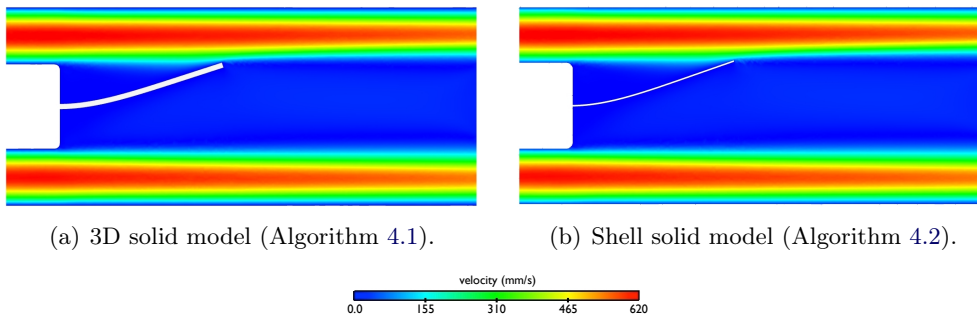 (a) 3D solid model (Algorithm 4.1).
(b) Shell solid model (Algorithm 4.2).
velocity (mm/s)
0.0 155 310 465 620